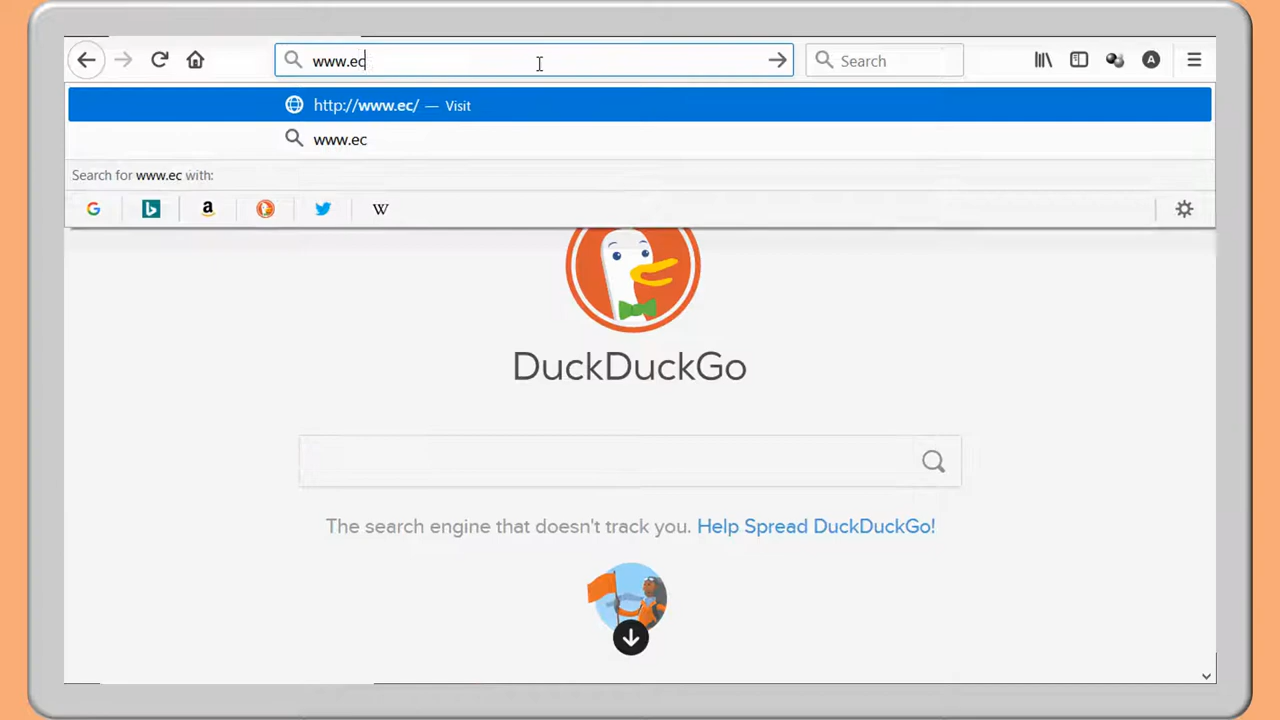 www.ec
Search
A
http://www.ec/ — Visit
www.ec
Search for www.ec with:
G b a W
DuckDuckGo
The search engine that doesn't track you. Help Spread DuckDuckGo!